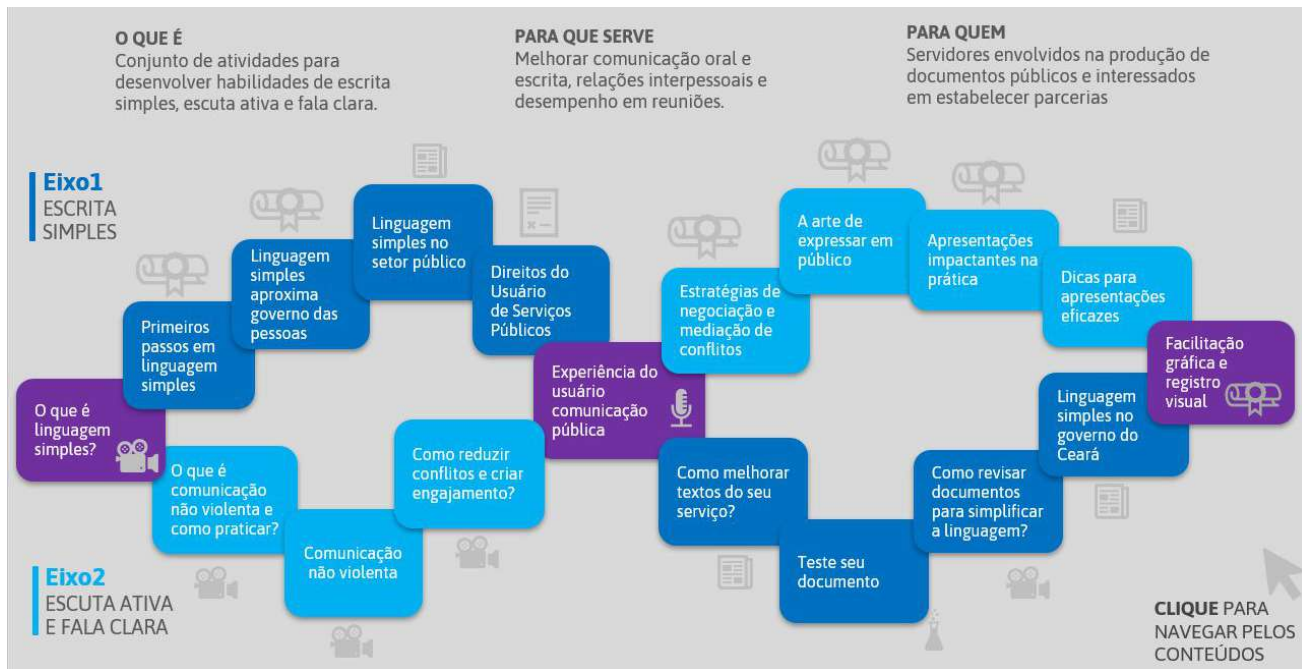 O QUE É
Conjunto de atividades para
desenvolver habilidades de escrita
simples, escuta ativa e fala clara.
PARA QUE SERVE
Melhorar comunicação oral e
escrita, relações interpessoais e
desempenho em reuniões.
PARA QUEM
Servidores envolvidos na produção de
documentos públicos e interessados
em estabelecer parcerias
Eixo1
ESCRITA
SIMPLES
O que é
linguagem
simples?
Primeiros
passos em
linguagem
simples
Linguagem
simples
aproxima
governo das
pessoas
Linguagem
simples no
setor público
Direitos do
Usuário
de Serviços
Públicos
Experiência do
usuário
comunicação
pública
Estratégias de
negociação e
mediação de
conflitos
A arte de
expressar em
público
Apresentações
impactantes na
prática
Dicas para
apresentações
eficazes
Facilitação
gráfica e
registro
visual
O que é
comunicação
não violenta e
como praticar?
Comunicação
não violenta
Como reduzir
conflitos e criar
engajamento?
Como melhorar
textos do seu
serviço?
Teste seu
documento
Como revisar
documentos
para simplificar
a linguagem?
Linguagem
simples no
governo do
Ceará
Eixo2
ESCUTA ATIVA
E FALA CLARA
CLIQUE PARA
NAVEGAR PELOS
CONTEÚDOS